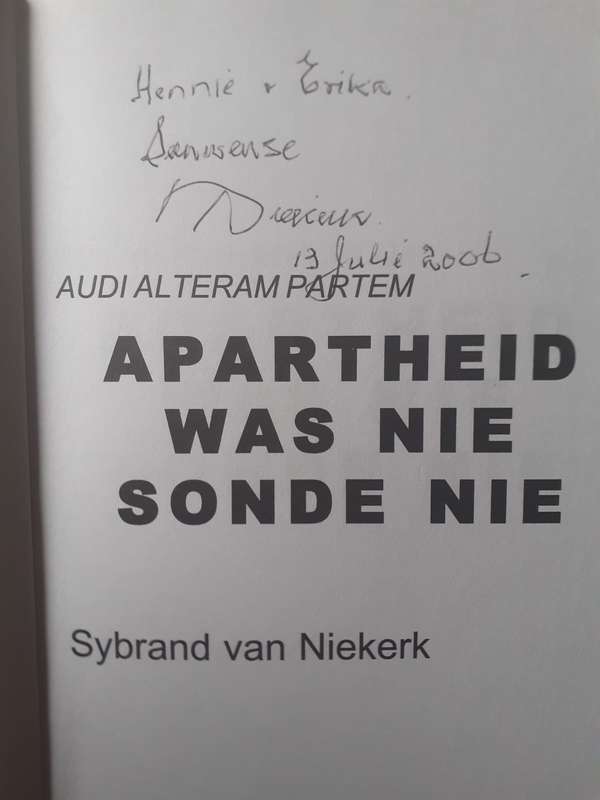 Hennie & Erika.
Seënwense
13 Julie 2006
AUDI ALTERAM PARTEM
APARTHEID
WAS NIE
SONDE NIE
Sybrand van Niekerk